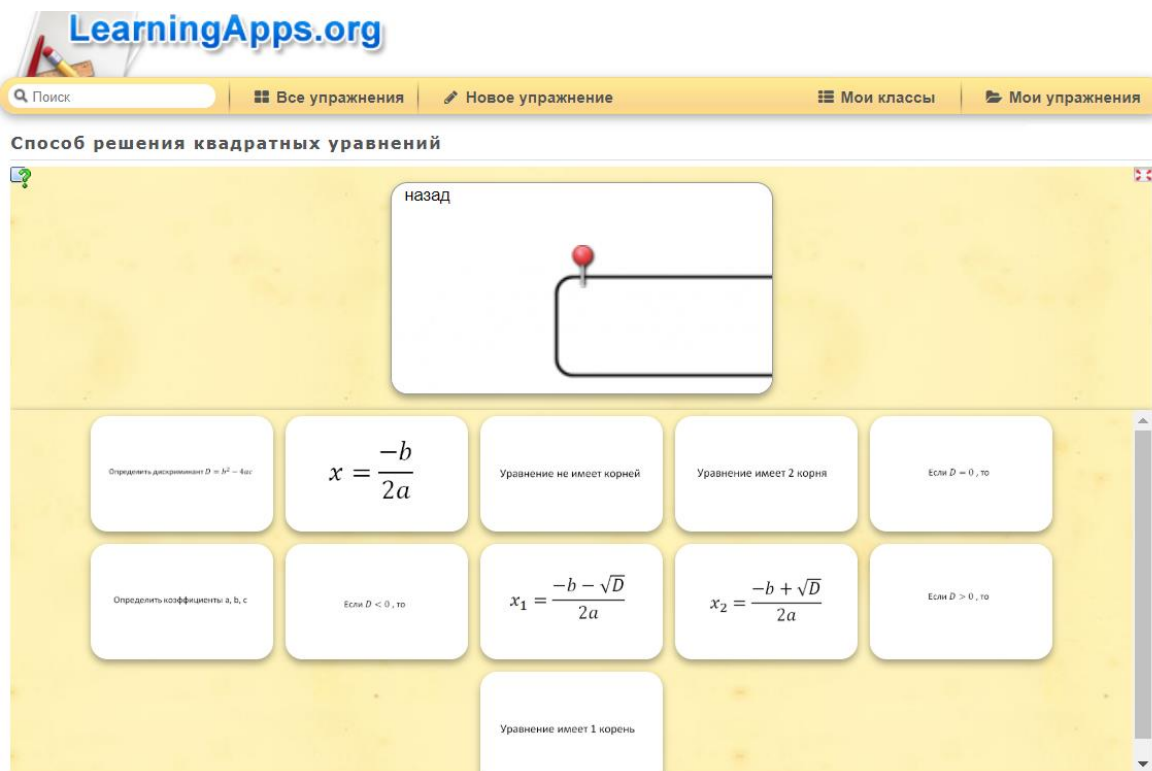 LearningApps.org
Поиск
Все упражнения
Новое упражнение
Мои классы
Мои упражнения
Способ решения квадратных уравнений
назад
Определить дискриминант D = b² − 4ac
x = −b / 2a
Уравнение не имеет корней
Уравнение имеет 2 корня
Если D = 0 , то
Определить коэффициенты a, b, c
Если D < 0 , то
x₁ = −b − √D / 2a
x₂ = −b + √D / 2a
Если D > 0 , то
Уравнение имеет 1 корень